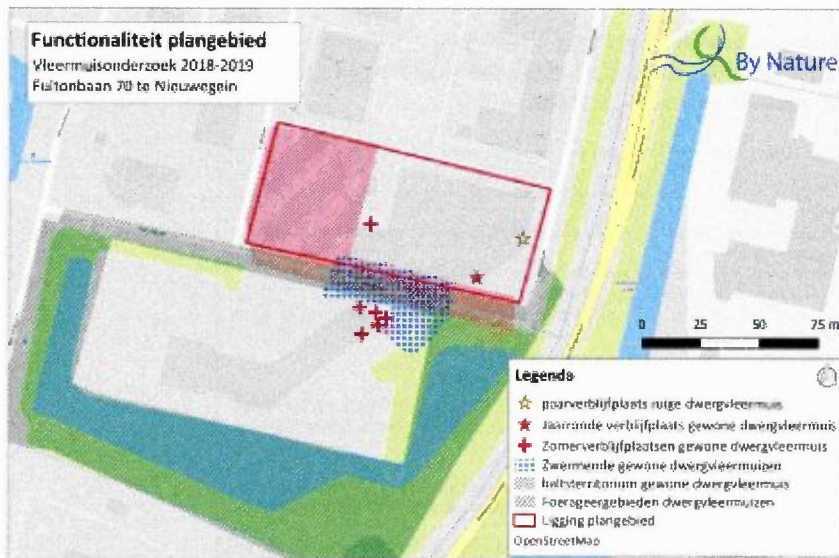 Functionaliteit plangebied
Vleermuisonderzoek 2018-2019
Fultonbaan 70 te Nieuwegein
By Nature
0 25 50 75 m
Legenda
paarverblijfplaats ruige dwergvleermuis
Jaarronde verblijfplaats gewone dwergvleermuis
Zomerverblijfplaatsen gewone dwergvleermuis
Zwermende gewone dwergvleermuizen
baltsterritorium gewone dwergvleermuis
Foerageergebieden dwergvleermuizen
Ligging plangebied
OpenStreetMap